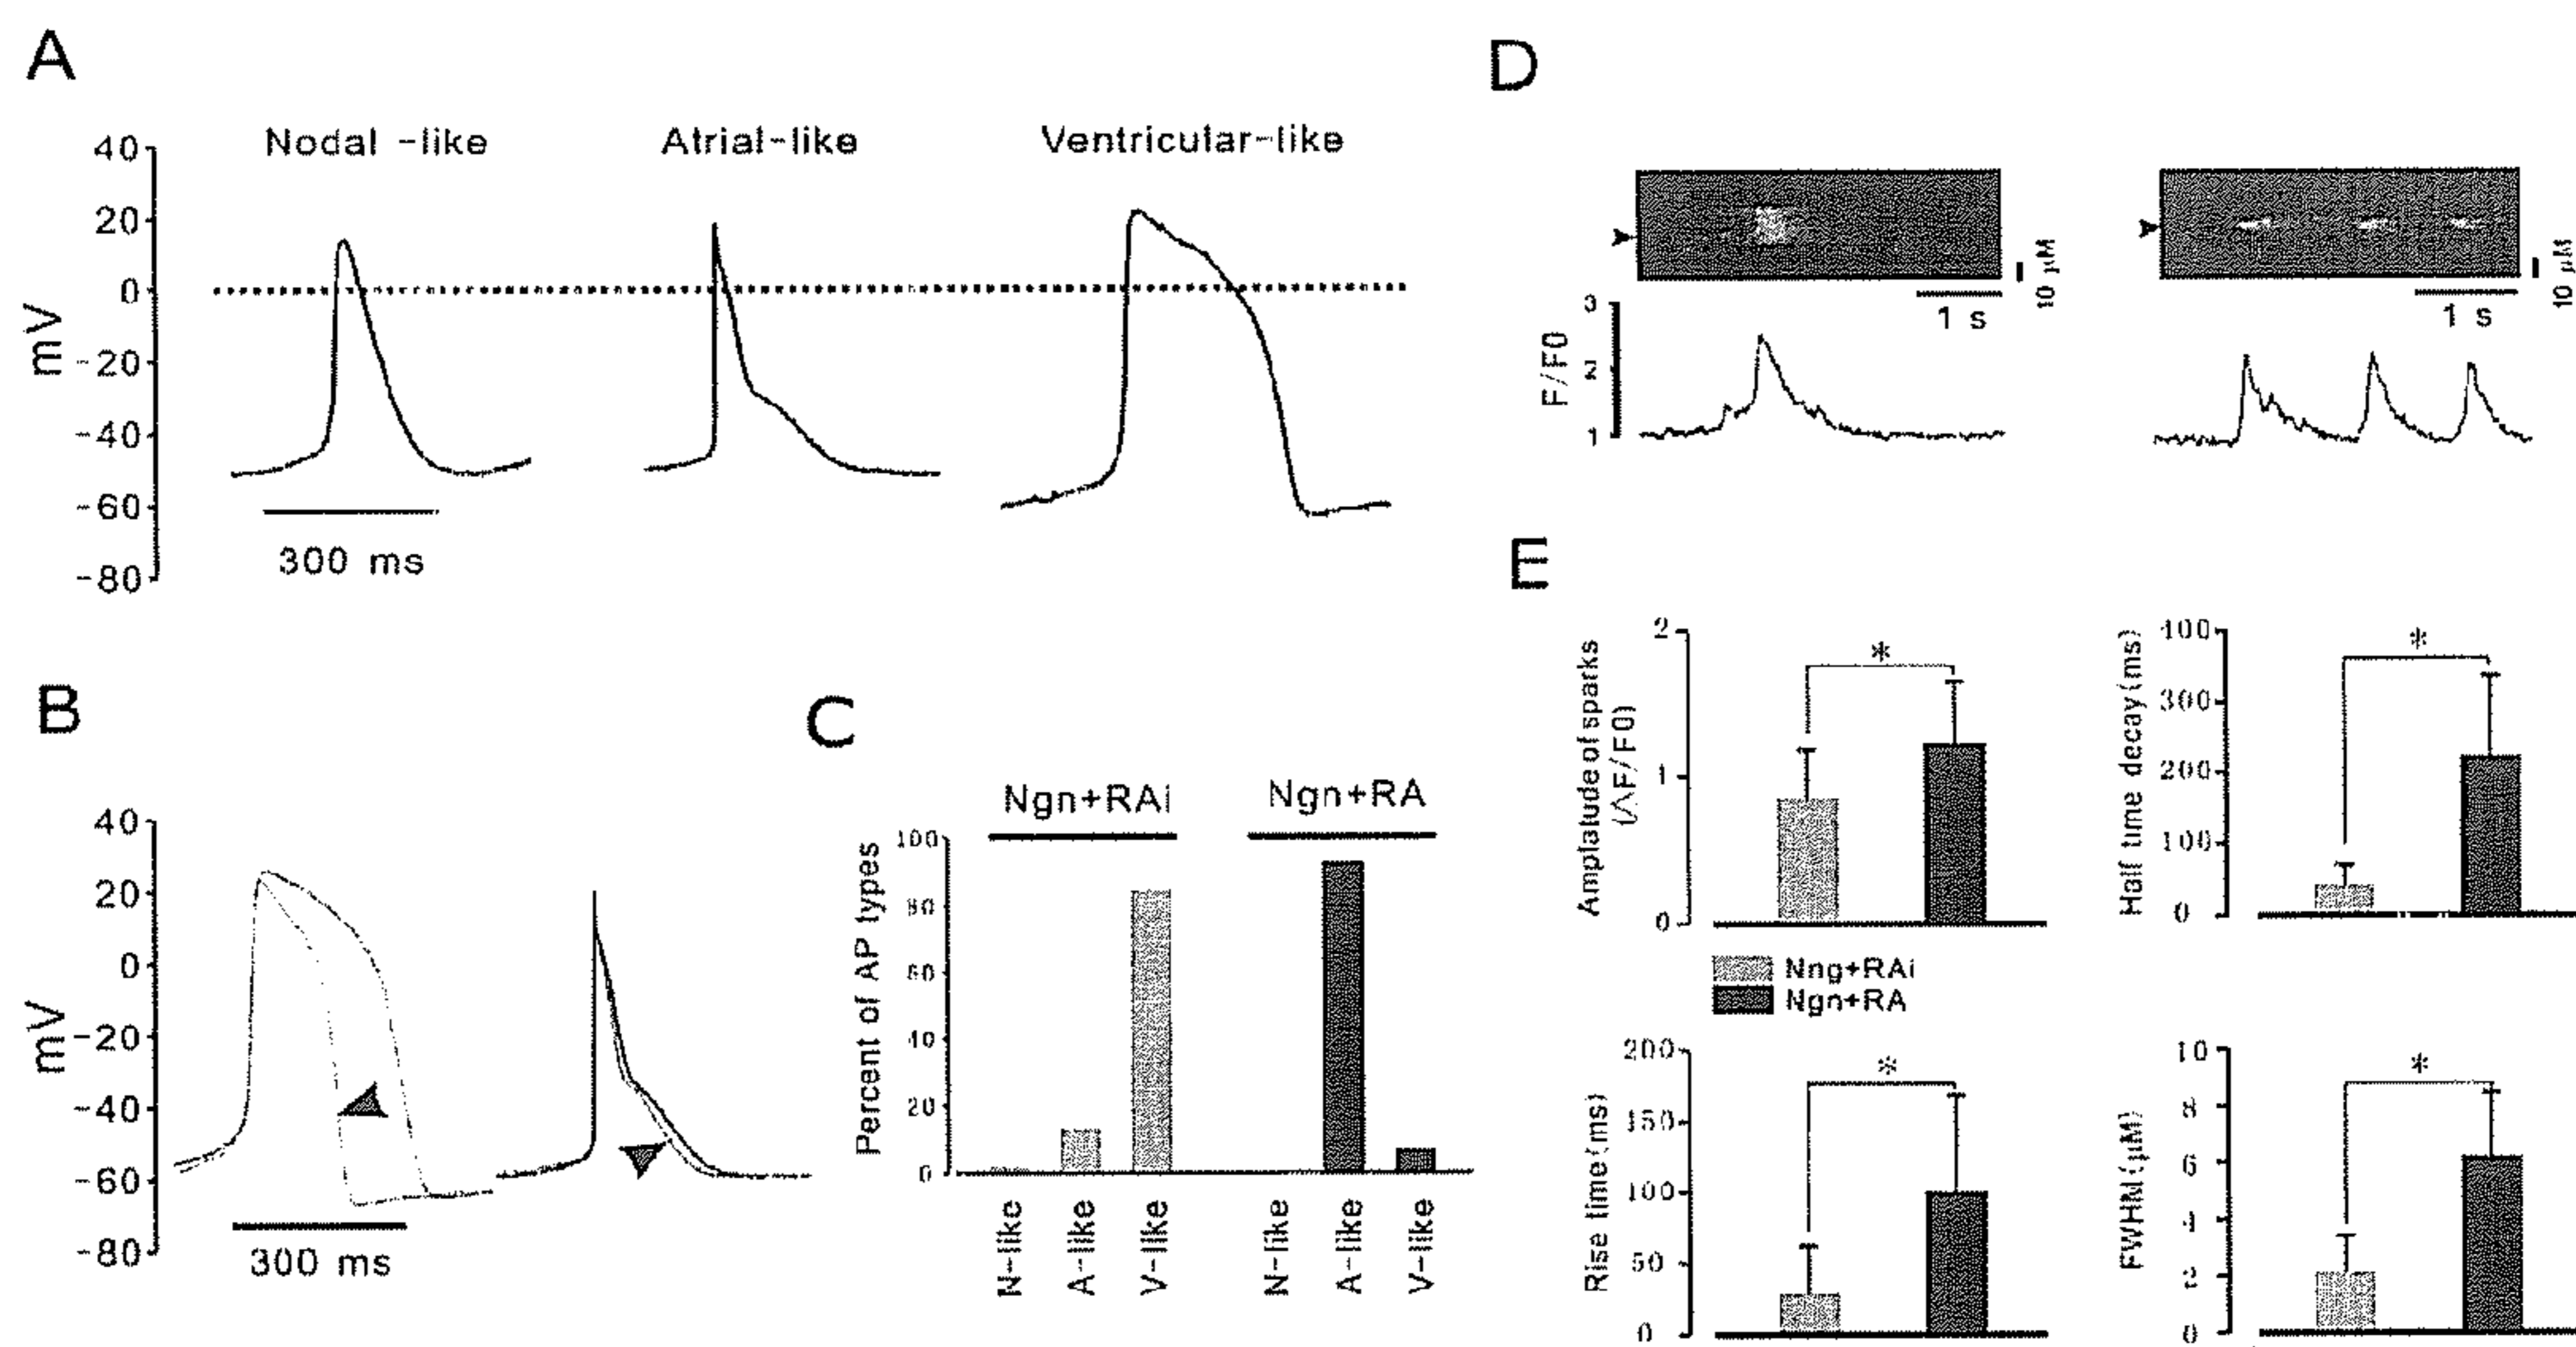 A
Nodal -like
Atrial-like
Ventricular-like
40
20
0
-20
-40
-60
-80
mV
300 ms
B
40
20
0
-20
-40
-60
-80
mV
300 ms
C
Ngn+RAi
Ngn+RA
Percent of AP types
100
80
60
40
20
0
N-like
A-like
V-like
N-like
A-like
V-like
D
10 µM
1 s
10 µM
1 s
F/F0
3
2
1
E
Amplatude of sparks
(△F/F0)
2
1
0
*
Half time decay(ms)
400
300
200
100
0
*
Nng+RAi
Ngn+RA
Rise time(ms)
200
150
100
50
0
*
FWHM(µM)
10
8
6
4
2
0
*